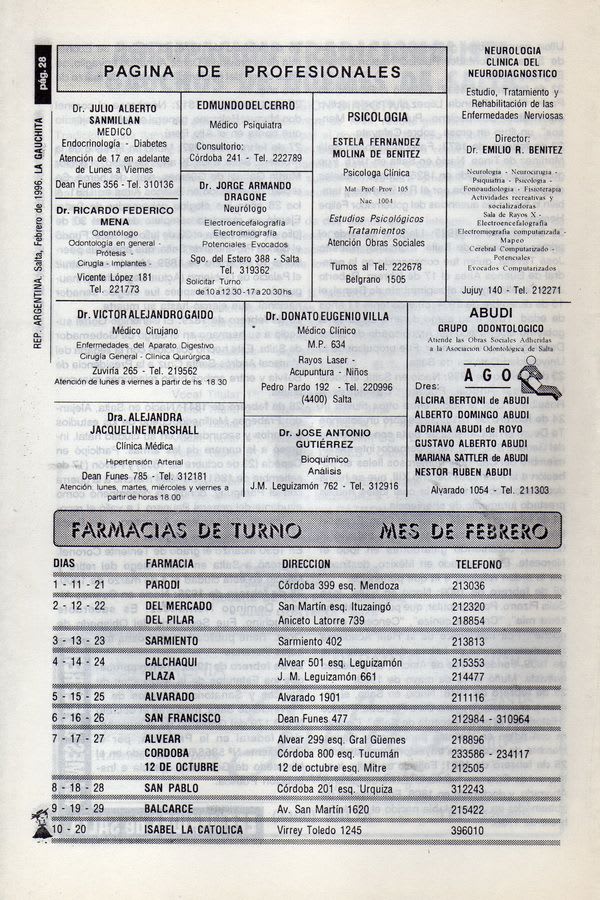 pág. 28
REP. ARGENTINA. Salta, Febrero de 1996. LA GAUCHITA
PAGINA DE PROFESIONALES
Dr. JULIO ALBERTO
SANMILLAN
MEDICO
Endocrinología - Diabetes
Atención de 17 en adelante
de Lunes a Viernes
Dean Funes 356 - Tel. 310136
EDMUNDO DEL CERRO
Médico Psiquatra
Consultorio:
Córdoba 241 - Tel. 222789
PSICOLOGIA
ESTELA FERNANDEZ
MOLINA DE BENITEZ
Psicologa Clínica
Mat Prof Prov 105
Nac. 1004
Estudios Psicológicos
Tratamientos
Atención Obras Sociales
Turnos al Tel. 222678
Belgrano 1505
NEUROLOGIA
CLINICA DEL
NEURODIAGNOSTICO
Estudio, Tratamiento y
Rehabilitación de las
Enfermedades Nerviosas
Director:
Dr. EMILIO R. BENITEZ
Neurología - Neurocirugía -
Psiquiatría - Psicología -
Fonoaudiología - Fisioterapia
Actividades recreativas y
socializadoras
Sala de Rayos X -
Electroencefalografía
Electromiografía computarizada -
Mapeo
Cerebral Computarizado -
Potenciales
Evocados Computarizados
Jujuy 140 - Tel. 212271
Dr. RICARDO FEDERICO
MENA
Odontólogo
Odontología en general -
Prótesis -
Cirugía - Implantes -
Vicente López 181
Tel. 221773
Dr. JORGE ARMANDO
DRAGONE
Neurólogo
Electroencefalografía
Electromiografía
Potenciales Evocados
Sgo. del Estero 388 - Salta
Tel. 319362
Solicitar Turno:
de 10 a 12.30 - 17 a 20.30 hs.
Dr. VICTOR ALEJANDRO GAIDO
Médico Cirujano
Enfermedades del Aparato Digestivo
Cirugía General - Clínica Quirúrgica
Zuviría 265 - Tel. 219562
Atención de lunes a viernes a partir de hs 18.30
Dr. DONATO EUGENIO VILLA
Médico Clínico
M.P. 634
Rayos Laser -
Acupuntura - Niños
Pedro Pardo 192 - Tel. 220996
(4400) Salta
ABUDI
GRUPO ODONTOLOGICO
Atiende las Obras Sociales Adheridas
a la Asociación Odontológica de Salta
AGO
Dres:
ALCIRA BERTONI de ABUDI
ALBERTO DOMINGO ABUDI
ADRIANA ABUDI de ROYO
GUSTAVO ALBERTO ABUDI
MARIANA SATTLER de ABUDI
NESTOR RUBEN ABUDI
Alvarado 1054 - Tel. 211303
Dra. ALEJANDRA
JACQUELINE MARSHALL
Clínica Médica
Hipertensión Arterial
Dean Funes 785 - Tel. 312181
Atención: lunes, martes, miércoles y viernes a
partir de horas 18.00
Dr. JOSE ANTONIO
GUTIÉRREZ
Bioquímico
Análisis
J.M. Leguizamón 762 - Tel. 312916
FARMACIAS DE TURNO MES DE FEBRERO
DIAS FARMACIA DIRECCION TELEFONO
1 - 11 - 21 PARODI Córdoba 399 esq. Mendoza 213036
2 - 12 - 22 DEL MERCADO San Martín esq. Ituzaingó 212320
DEL PILAR Aniceto Latorre 739 218854
3 - 13 - 23 SARMIENTO Sarmiento 402 213813
4 - 14 - 24 CALCHAQUI Alvear 501 esq. Leguizamón 215353
PLAZA J. M. Leguizamón 661 214477
5 - 15 - 25 ALVARADO Alvarado 1901 211116
6 - 16 - 26 SAN FRANCISCO Dean Funes 477 212984 - 310964
7 - 17 - 27 ALVEAR Alvear 299 esq. Gral Güemes 218896
CORDOBA Córdoba 800 esq. Tucumán 233586 - 234117
12 DE OCTUBRE 12 de octubre esq. Mitre 212505
8 - 18 - 28 SAN PABLO Córdoba 201 esq. Urquiza 312243
9 - 19 - 29 BALCARCE Av. San Martín 1620 215422
10 - 20 ISABEL LA CATOLICA Virrey Toledo 1245 396010